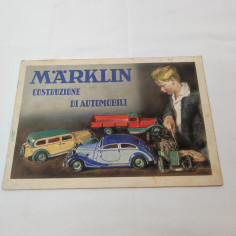 MÄRKLIN
COSTRUZIONE
DI AUTOMOBILI